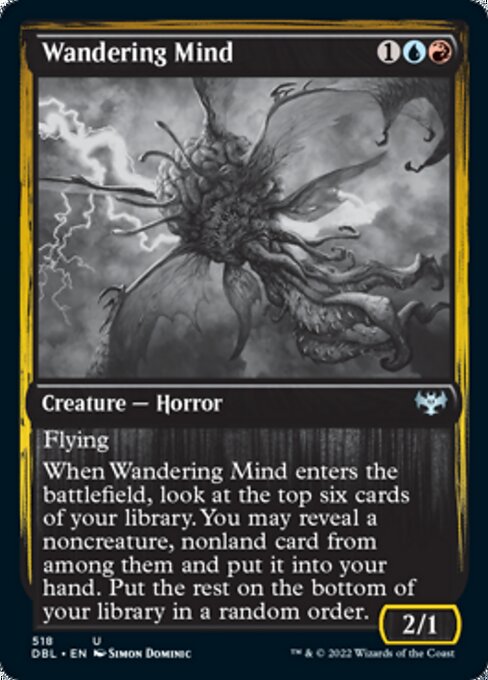 Wandering Mind 1
Creature — Horror
Flying
When Wandering Mind enters the
battlefield, look at the top six cards
of your library. You may reveal a
noncreature, nonland card from
among them and put it into your
hand. Put the rest on the bottom of
your library in a random order.
2/1
518 U
DBL • EN Simon Dominic ™ & © 2022 Wizards of the Coast